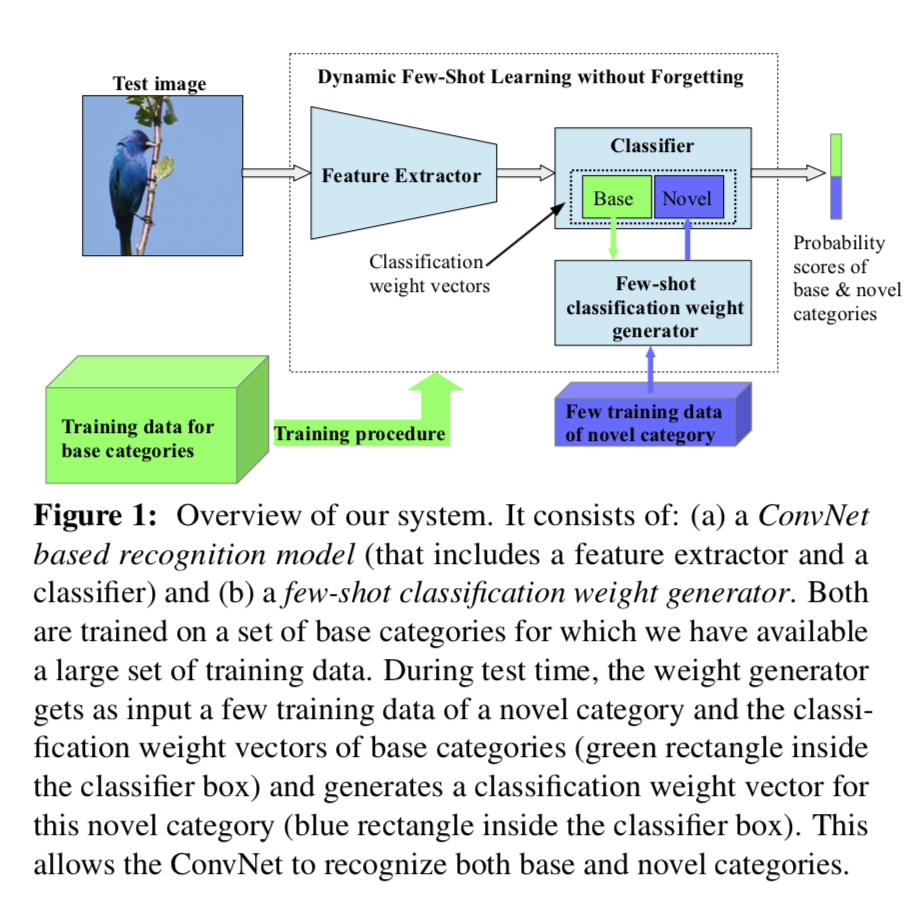 Dynamic Few-Shot Learning without Forgetting
Test image
Feature Extractor
Classifier
Base
Novel
Classification
weight vectors
Few-shot
classification weight
generator
Probability
scores of
base & novel
categories
Training data for
base categories
Training procedure
Few training data
of novel category
Figure 1: Overview of our system. It consists of: (a) a ConvNet
based recognition model (that includes a feature extractor and a
classifier) and (b) a few-shot classification weight generator. Both
are trained on a set of base categories for which we have available
a large set of training data. During test time, the weight generator
gets as input a few training data of a novel category and the classi-
fication weight vectors of base categories (green rectangle inside
the classifier box) and generates a classification weight vector for
this novel category (blue rectangle inside the classifier box). This
allows the ConvNet to recognize both base and novel categories.